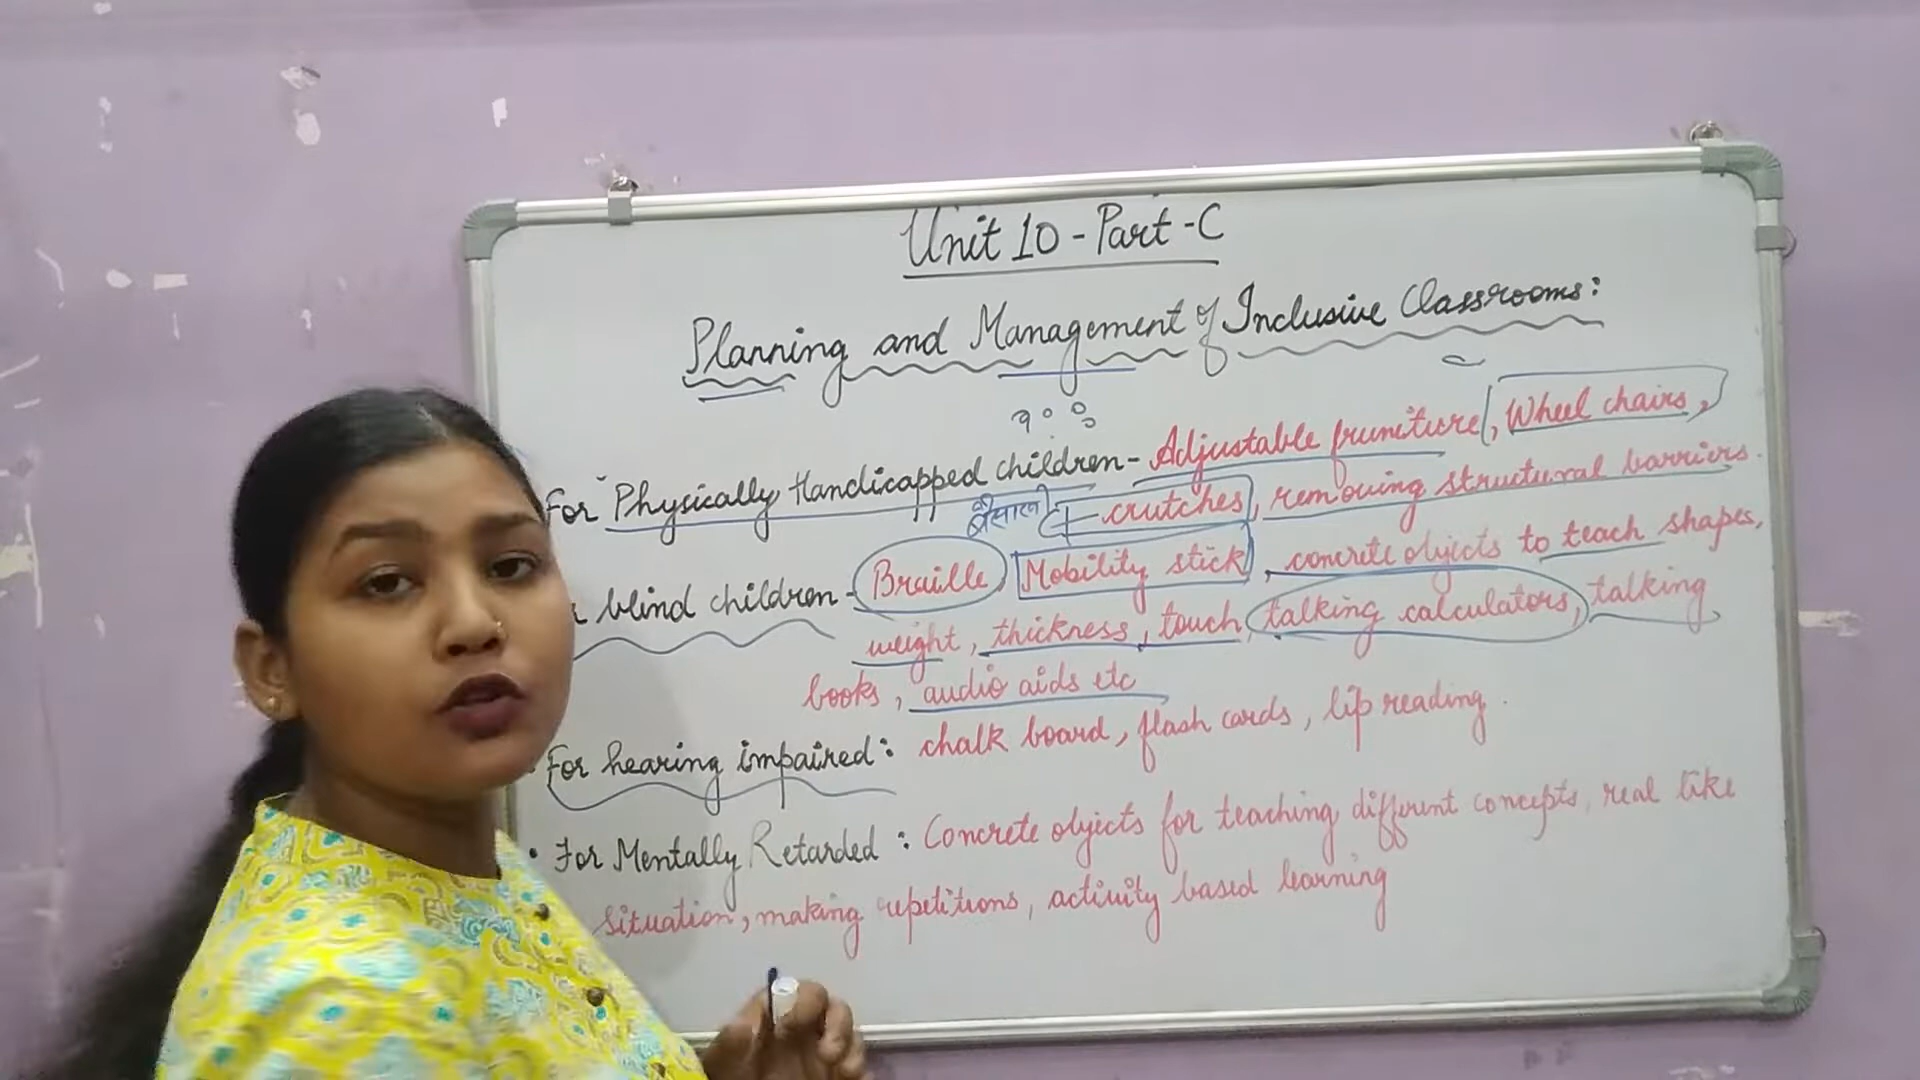 Unit 10 - Part - C
Planning and Management of Inclusive Classrooms:
For Physically Handicapped children - Adjustable fruniture, Wheel chairs,
crutches, removing structural barriers.
blind children - Braille, Mobility stick, concrete objects to teach shapes,
weight, thickness, touch, talking calculators, talking
books, audio aids etc
For hearing impaired: chalk board, flash cards, lip reading.
• For Mentally Retarded : Concrete objects for teaching different concepts, real like
situation, making repetitions, activity based learning